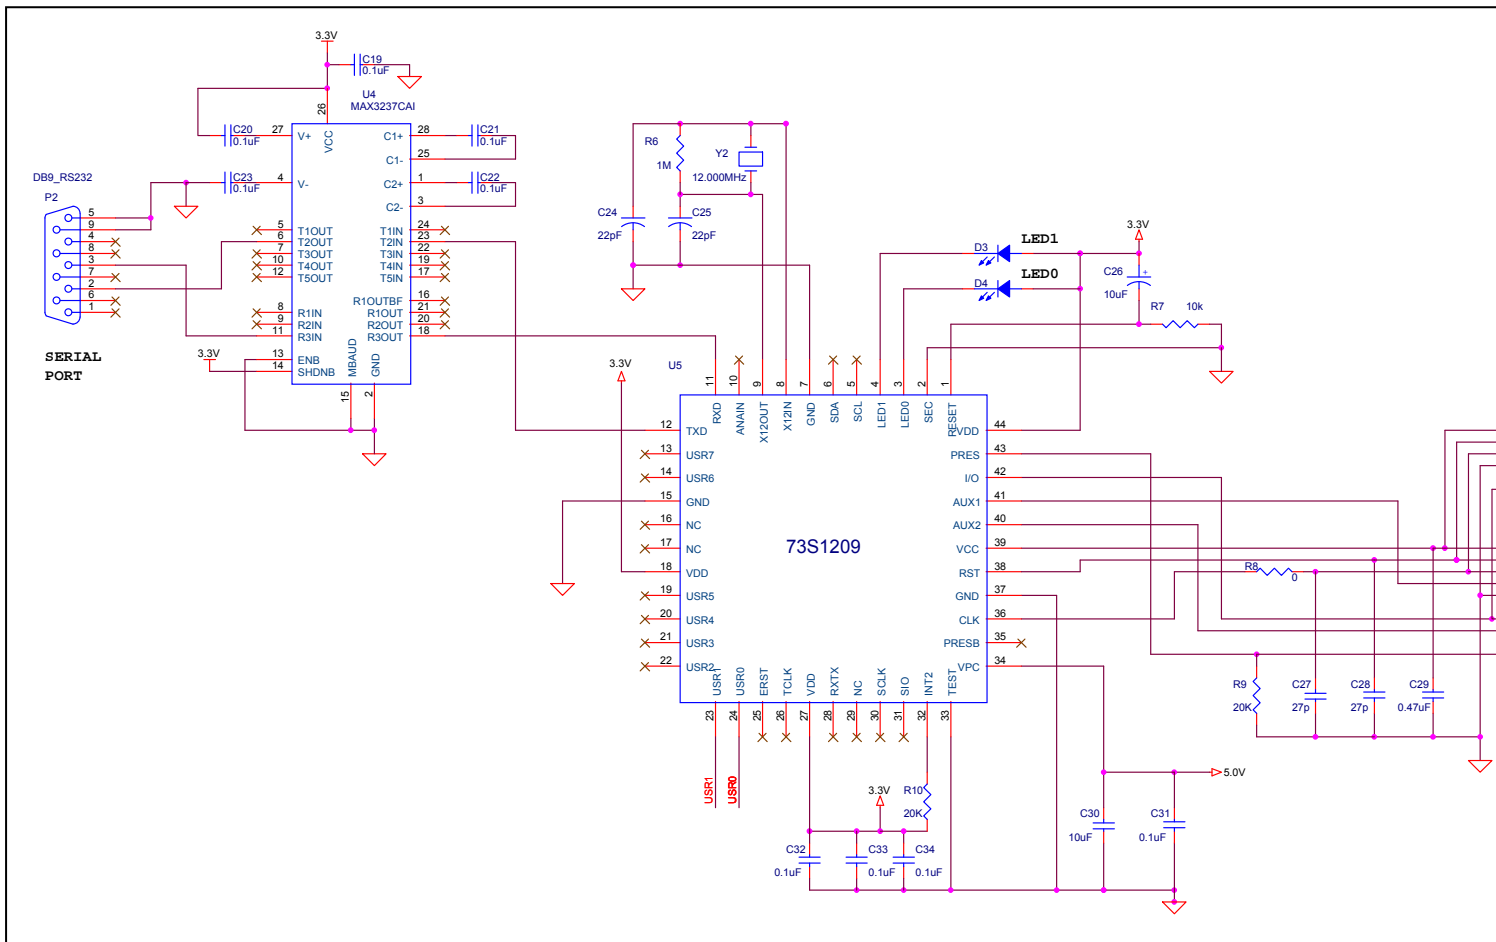 3.3V
C19
0.1uF
U4
MAX3237CAI
26
VCC
C20
0.1uF
27
V+
C1+
28
C21
0.1uF
C1-
25
DB9_RS232
P2
C23
0.1uF
4
V-
C2+
1
C22
0.1uF
C2-
3
5
9
4
8
3
7
2
6
1
5
T1OUT
T1IN
24
6
T2OUT
T2IN
23
7
T3OUT
T3IN
22
10
T4OUT
T4IN
19
12
T5OUT
T5IN
17
R1OUTBF
16
8
R1IN
R1OUT
21
9
R2IN
R2OUT
20
11
R3IN
R3OUT
18
SERIAL
PORT
3.3V
13
ENB
14
SHDNB
MBAUD
GND
15
2
R6
1M
Y2
12.000MHz
C24
22pF
C25
22pF
D3
LED1
D4
LED0
3.3V
C26
+
10uF
R7
10k
3.3V
U5
11
10
9
8
7
6
5
4
3
2
1
RXD
ANAIN
X12OUT
X12IN
GND
SDA
SCL
LED1
LED0
SEC
RESET
12
TXD
13
USR7
14
USR6
15
GND
16
NC
17
NC
18
VDD
19
USR5
20
USR4
21
USR3
22
USR2
73S1209
VDD
44
PRES
43
I/O
42
AUX1
41
AUX2
40
VCC
39
RST
38
GND
37
CLK
36
PRESB
35
VPC
34
USR1
USR0
ERST
TCLK
VDD
RXTX
NC
SCLK
SIO
INT2
TEST
23
24
25
26
27
28
29
30
31
32
33
USR1
USR0
R8
0
R9
20K
C27
27p
C28
27p
C29
0.47uF
5.0V
3.3V
R10
20K
C30
10uF
C31
0.1uF
C32
0.1uF
C33
0.1uF
C34
0.1uF